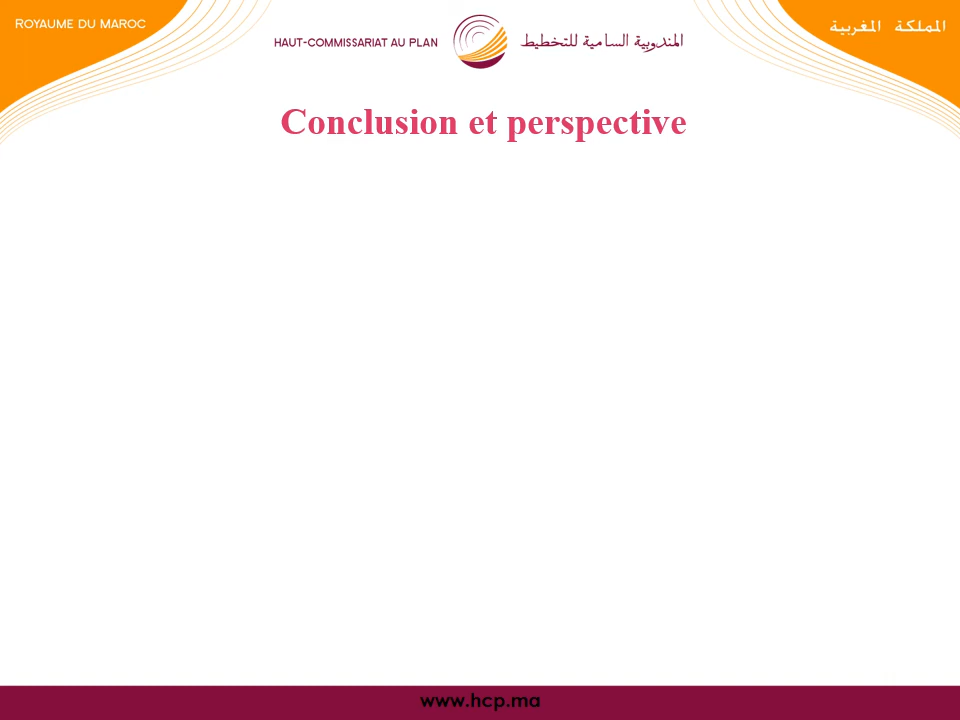 ROYAUME DU MAROC
المملكة المغربية
HAUT-COMMISSARIAT AU PLAN
المندوبية السامية للتخطيط
Conclusion et perspective
www.hcp.ma